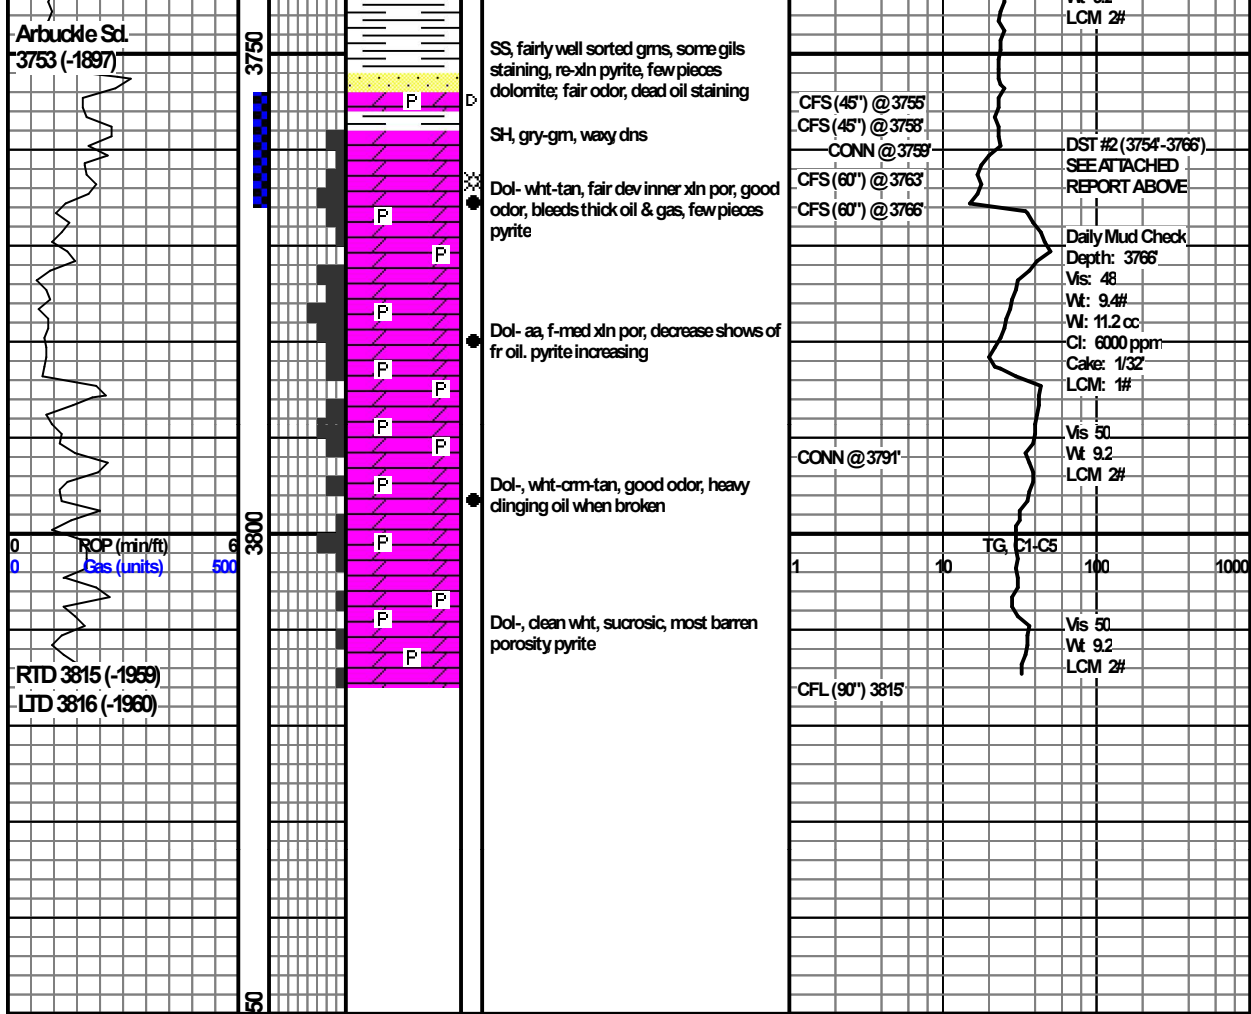 LCM 2#
Arbuckle Sd.
3753 (-1897)
3750
SS, fairly well sorted grns, some gils
staining, re-xln pyrite, few pieces
dolomite; fair odor, dead oil staining
P
D
CFS (45") @ 3755'
CFS (45") @ 3758'
SH, gry-grn, waxy dns
CONN @ 3759'
DST #2 (3754'-3766')
SEE ATTACHED
REPORT ABOVE
CFS (60") @ 3763'
Dol- wht-tan, fair dev inner xln por, good
odor, bleeds thick oil & gas, few pieces
pyrite
CFS (60") @ 3766'
P
P
Daily Mud Check
Depth: 3766'
Vis: 48
Wt: 9.4#
Wl: 11.2 cc
Cl: 6000 ppm
Cake: 1/32"
LCM: 1#
P
Dol- aa, f-med xln por, decrease shows of
fr oil. pyrite increasing
P
P
P
P
Vis 50
Wt 9.2
LCM 2#
CONN @ 3791'
P
Dol-, wht-crm-tan, good odor, heavy
clinging oil when broken
3800
P
0 ROP (min/ft) 6
0 Gas (units) 500
TG, C1-C5
1 10 100 1000
P
P
Dol-, clean wht, sucrosic, most barren
porosity pyrite
Vis 50
Wt 9.2
LCM 2#
P
RTD 3815 (-1959)
LTD 3816 (-1960)
CFL (90") 3815'
50